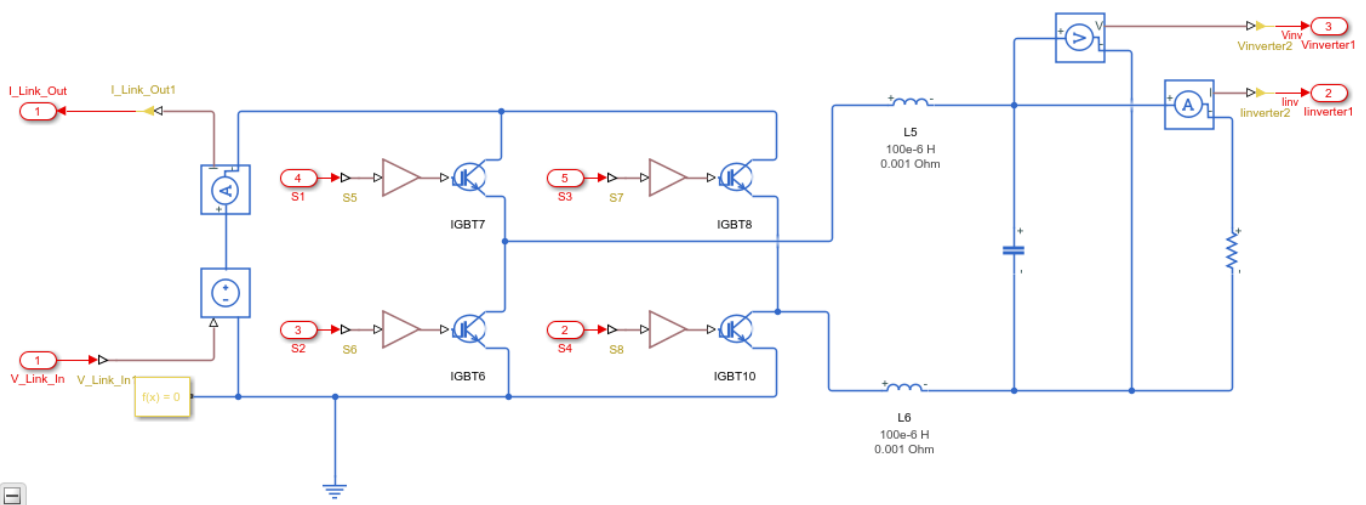 V
3
Vinv
Vinverter2
Vinverter1
I_Link_Out
I_Link_Out1
1
I
2
Iinv
Iinverter2
Iinverter1
L5
100e-6 H
0.001 Ohm
4
S1
S5
5
S3
S7
IGBT7
IGBT8
A
A
V
I
3
S2
S6
2
S4
S8
IGBT6
IGBT10
1
V_Link_In
V_Link_In1
f(x) = 0
L6
100e-6 H
0.001 Ohm